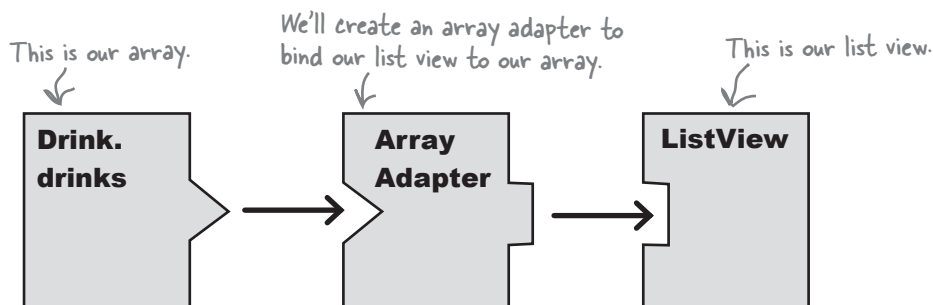 This is our array.
We'll create an array adapter to
bind our list view to our array.
This is our list view.
Drink.
drinks
Array
Adapter
ListView